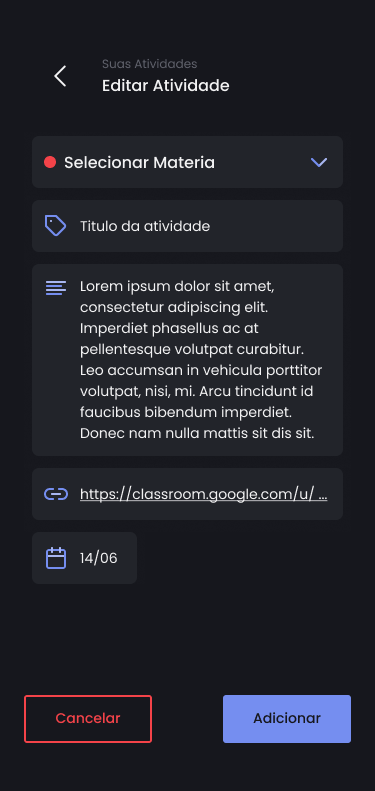 Suas Atividades
Editar Atividade
Selecionar Materia
Titulo da atividade
Lorem ipsum dolor sit amet,
consectetur adipiscing elit.
Imperdiet phasellus ac at
pellentesque volutpat curabitur.
Leo accumsan in vehicula porttitor
volutpat, nisi, mi. Arcu tincidunt id
faucibus bibendum imperdiet.
Donec nam nulla mattis sit dis sit.
https://classroom.google.com/u/ ...
14/06
Cancelar
Adicionar